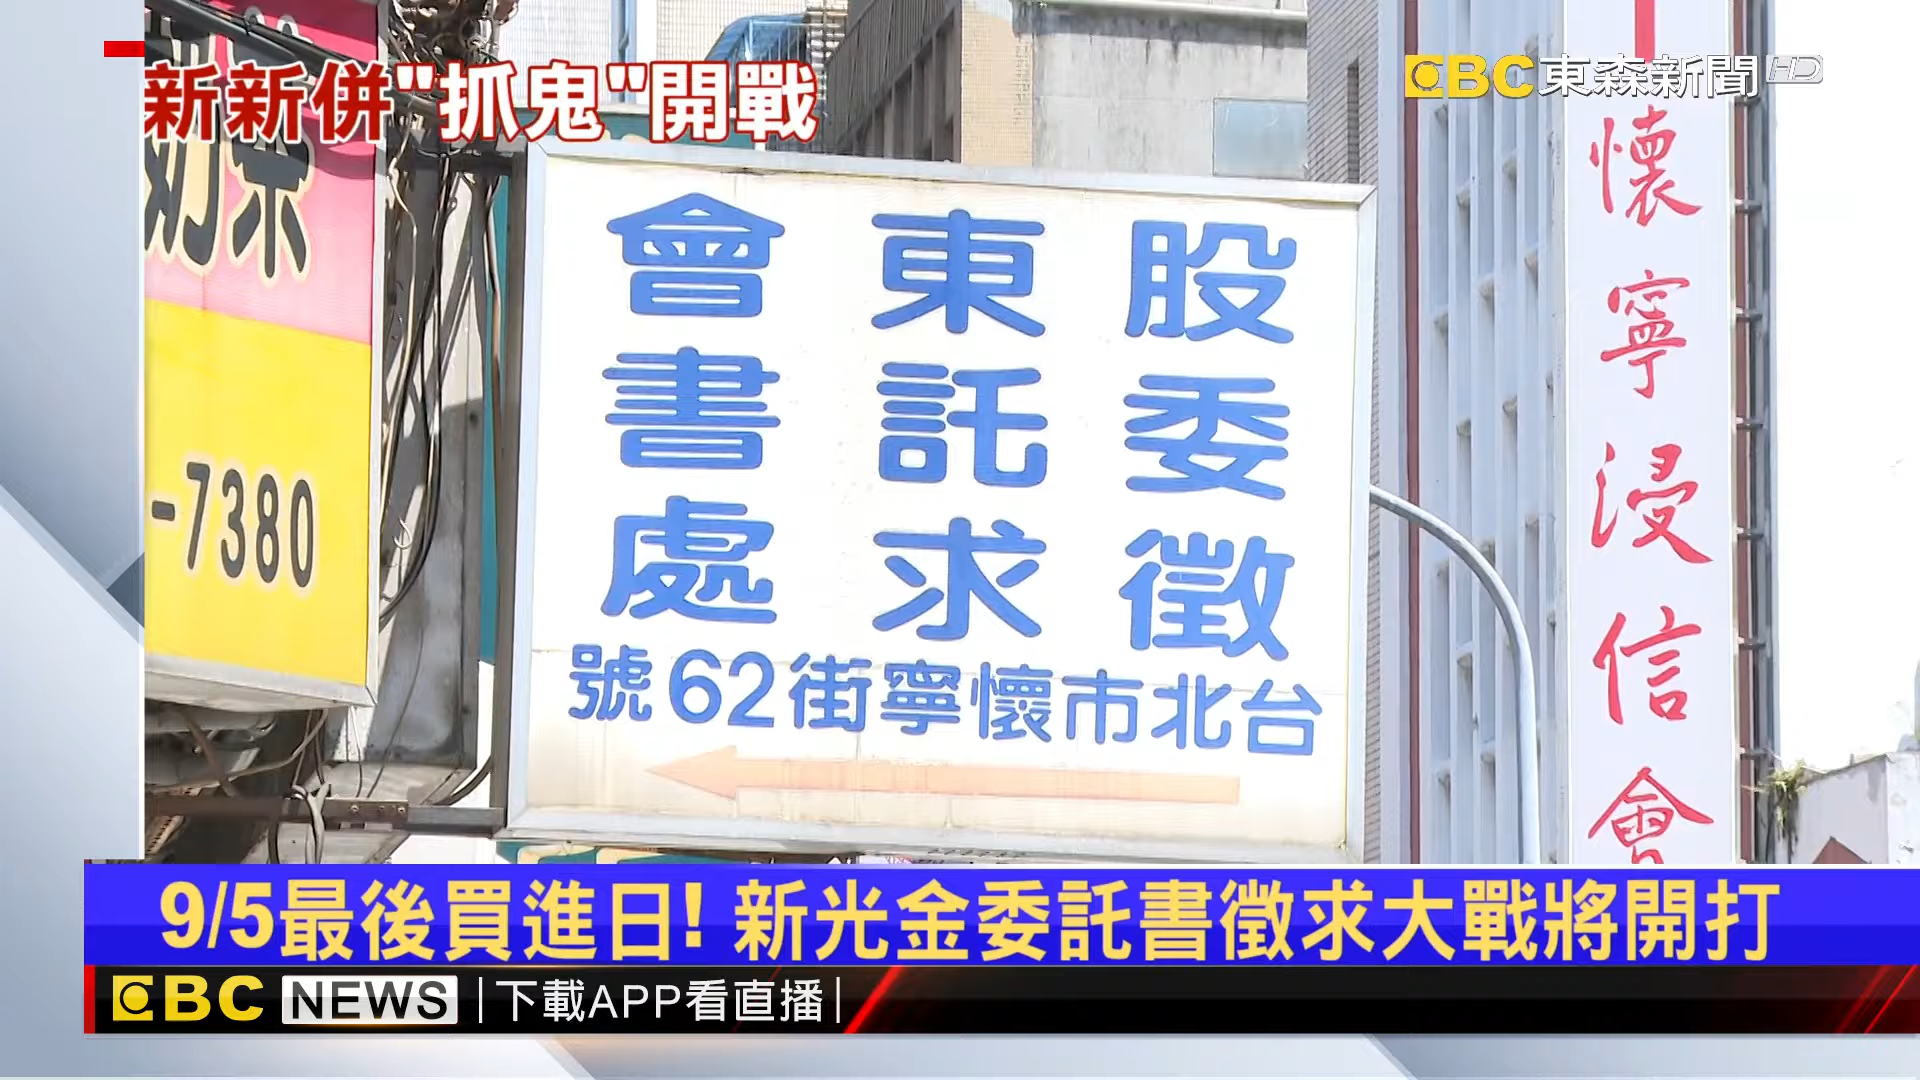 新新併"抓鬼"開戰
EBC東森新聞HD
奶茶
-7380
股東會
委託書
徵求處
台北市懷寧街62號
懷寧浸信會
9/5最後買進日! 新光金委託書徵求大戰將開打
EBC NEWS
下載APP看直播